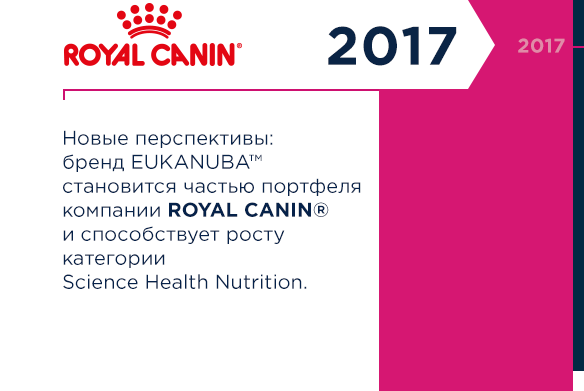 ROYAL CANIN®
2017
2017
Новые перспективы:
бренд EUKANUBA™
становится частью портфеля
компании ROYAL CANIN®
и способствует росту
категории
Science Health Nutrition.